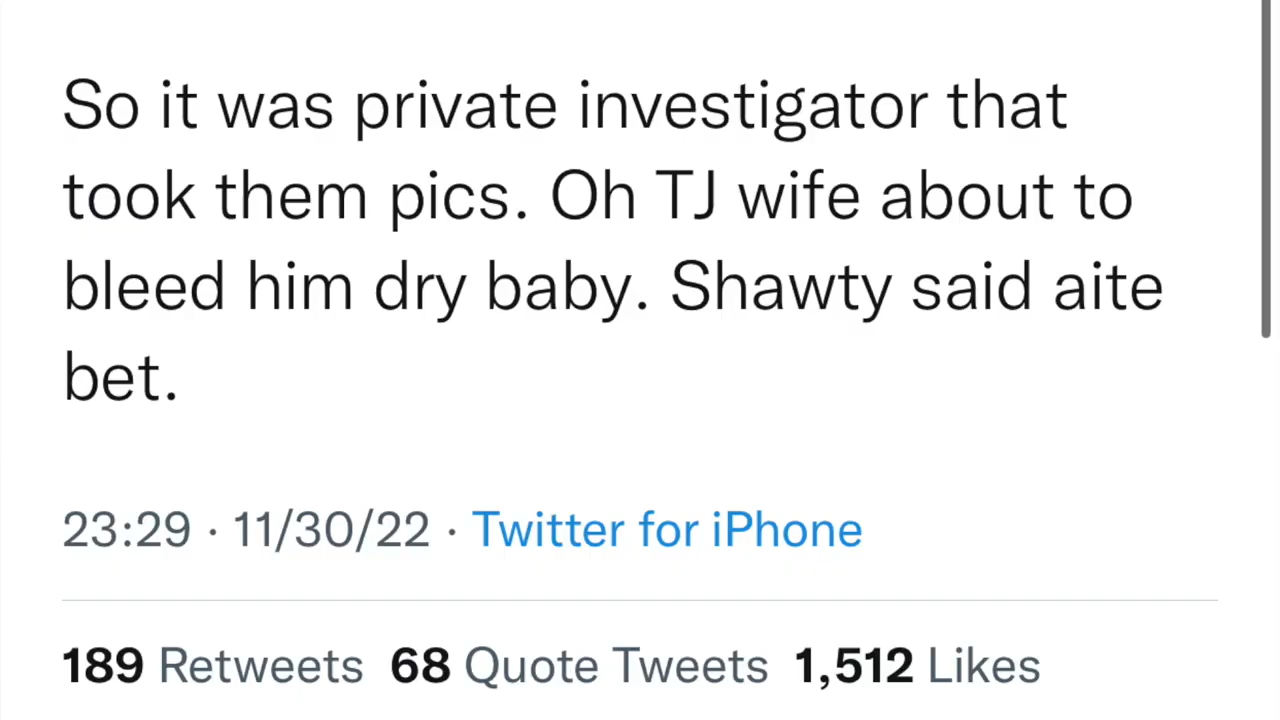 So it was private investigator that
took them pics. Oh TJ wife about to
bleed him dry baby. Shawty said aite
bet.
23:29 · 11/30/22 · Twitter for iPhone
189 Retweets 68 Quote Tweets 1,512 Likes